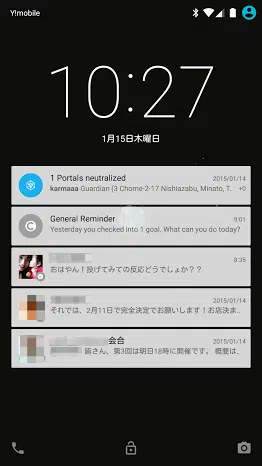 Y!mobile
10:27
1月15日木曜日
1 Portals neutralized 2015/01/14
karmaaa Guardian (3 Chome-2-17 Nishiazabu, Minato, T... +9
General Reminder 9:01
Yesterday you checked into 1 goal. What can you do today?
8:35
おはやん！投げてみての反応どうでしょか？？
2015/01/14
それでは、2月11日で完全決定でお願いします！お店決ま..
会合 2015/01/14
皆さん、第3回は明日18時に開催です。 概要は..